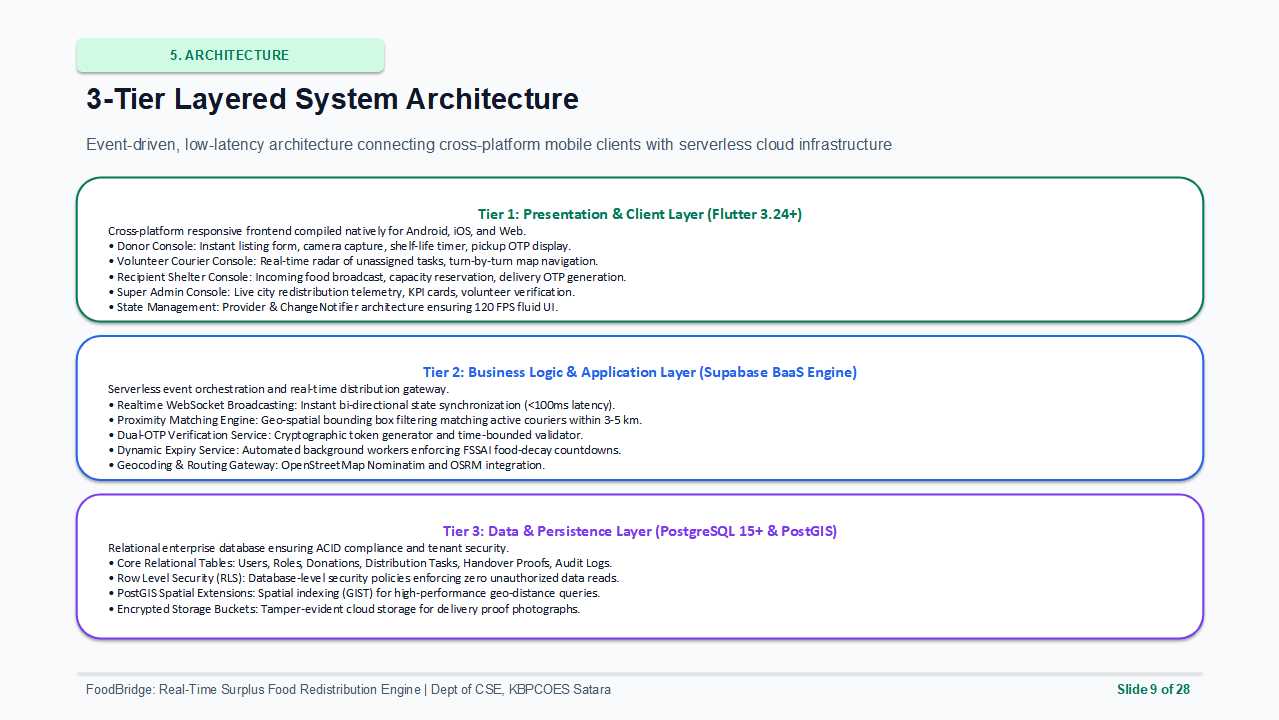 5. ARCHITECTURE
3-Tier Layered System Architecture
Event-driven, low-latency architecture connecting cross-platform mobile clients with serverless cloud infrastructure
Tier 1: Presentation & Client Layer (Flutter 3.24+)
Cross-platform responsive frontend compiled natively for Android, iOS, and Web.
• Donor Console: Instant listing form, camera capture, shelf-life timer, pickup OTP display.
• Volunteer Courier Console: Real-time radar of unassigned tasks, turn-by-turn map navigation.
• Recipient Shelter Console: Incoming food broadcast, capacity reservation, delivery OTP generation.
• Super Admin Console: Live city redistribution telemetry, KPI cards, volunteer verification.
• State Management: Provider & ChangeNotifier architecture ensuring 120 FPS fluid UI.
Tier 2: Business Logic & Application Layer (Supabase BaaS Engine)
Serverless event orchestration and real-time distribution gateway.
• Realtime WebSocket Broadcasting: Instant bi-directional state synchronization (<100ms latency).
• Proximity Matching Engine: Geo-spatial bounding box filtering matching active couriers within 3-5 km.
• Dual-OTP Verification Service: Cryptographic token generator and time-bounded validator.
• Dynamic Expiry Service: Automated background workers enforcing FSSAI food-decay countdowns.
• Geocoding & Routing Gateway: OpenStreetMap Nominatim and OSRM integration.
Tier 3: Data & Persistence Layer (PostgreSQL 15+ & PostGIS)
Relational enterprise database ensuring ACID compliance and tenant security.
• Core Relational Tables: Users, Roles, Donations, Distribution Tasks, Handover Proofs, Audit Logs.
• Row Level Security (RLS): Database-level security policies enforcing zero unauthorized data reads.
• PostGIS Spatial Extensions: Spatial indexing (GIST) for high-performance geo-distance queries.
• Encrypted Storage Buckets: Tamper-evident cloud storage for delivery proof photographs.
FoodBridge: Real-Time Surplus Food Redistribution Engine | Dept of CSE, KBPCOES Satara
Slide 9 of 28